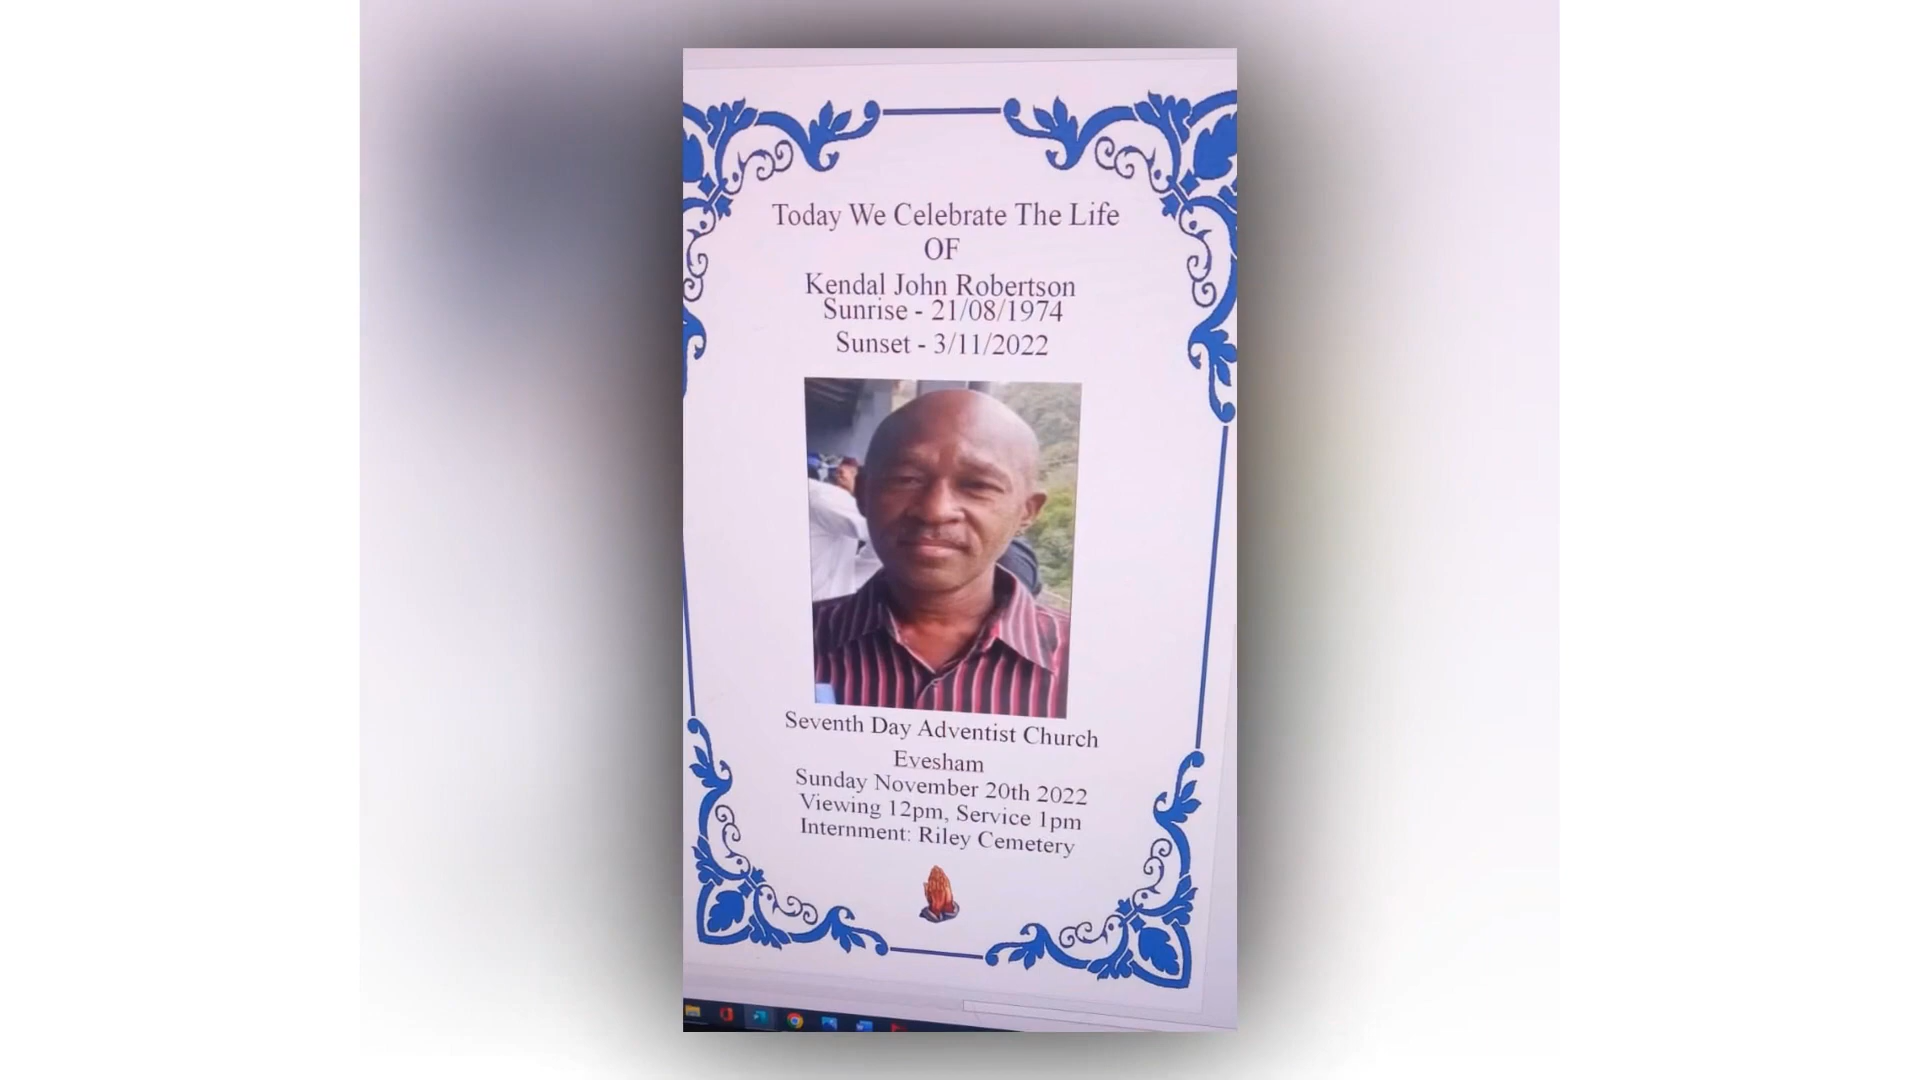 Today We Celebrate The Life
OF
Kendal John Robertson
Sunrise - 21/08/1974
Sunset - 3/11/2022
Seventh Day Adventist Church
Evesham
Sunday November 20th 2022
Viewing 12pm, Service 1pm
Internment: Riley Cemetery